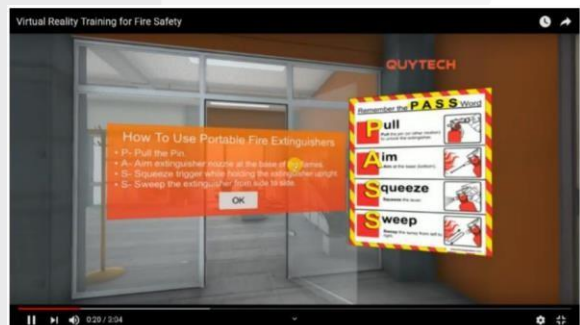 Virtual Reality Training for Fire Safety
QUYTECH
How To Use Portable Fire Extinguishers
• P- Pull the Pin.
• A- Aim extinguisher nozzle at the base of flames.
• S- Squeeze trigger while holding the extinguisher upright
• S- Sweep the extinguisher from side to side.
OK
Remember the PASS Word
Pull
Aim
Squeeze
Sweep
0:29 / 3:04